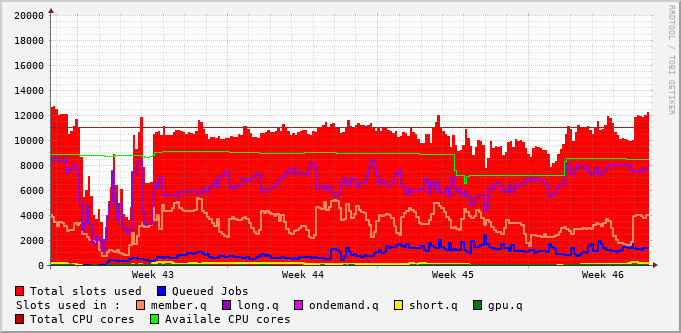 20000
18000
16000
14000
12000
10000
8000
6000
4000
2000
0
Week 43 Week 44 Week 45 Week 46
Total slots used Queued Jobs
Slots used in : member.q long.q ondemand.q short.q gpu.q
Total CPU cores Availale CPU cores
RRDTOOL / TOBI OETIKER